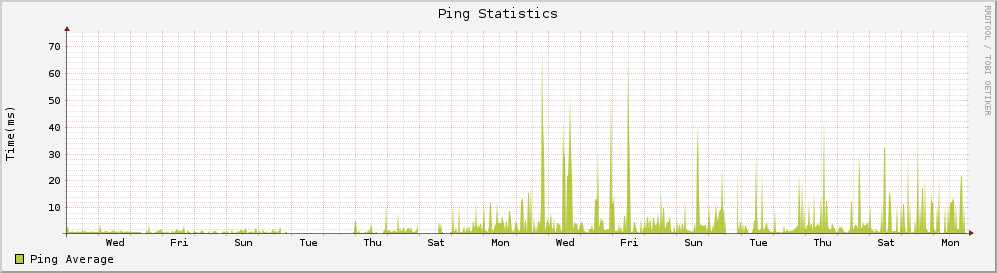 Ping Statistics
RRDTOOL / TOBI OETIKER
Time(ms)
70
60
50
40
30
20
10
Wed Fri Sun Tue Thu Sat Mon Wed Fri Sun Tue Thu Sat Mon
Ping Average